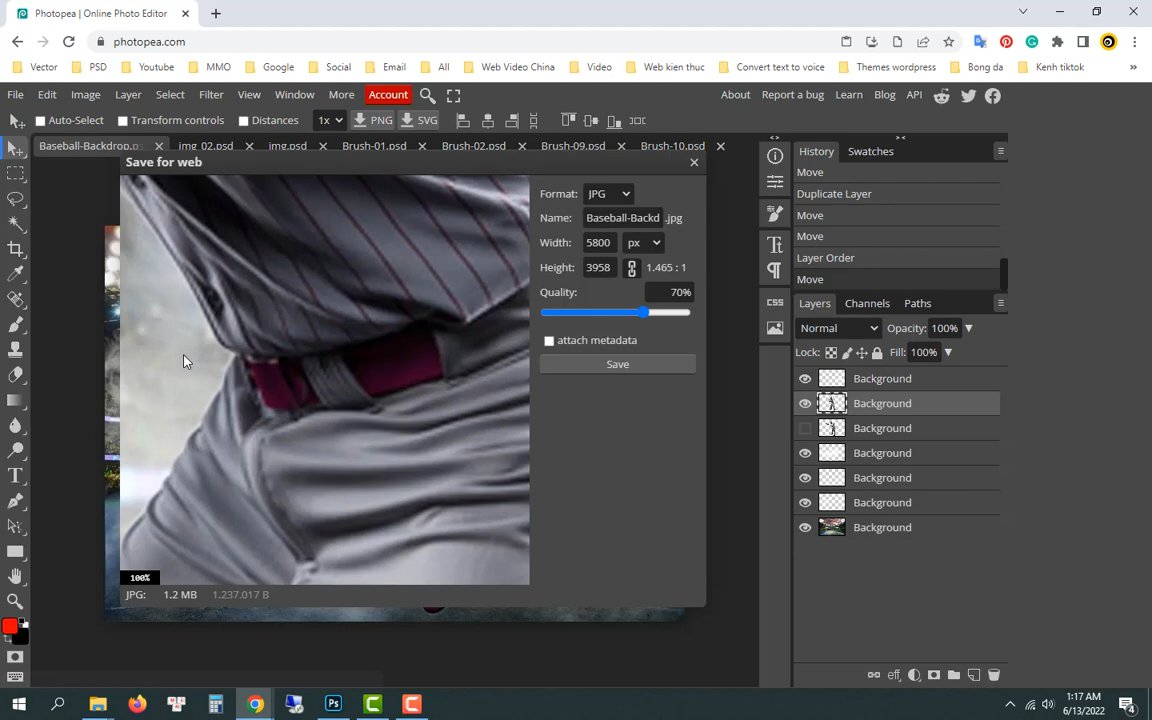 Photopea | Online Photo Editor
photopea.com
Vector PSD Youtube MMO Google Social Email All Web Video China Video Web kien thuc Convert text to voice Themes wordpress Bong da Kenh tiktok »
File Edit Image Layer Select Filter View Window More Account About Report a bug Learn Blog API
Auto-Select Transform controls Distances 1x PNG SVG
Baseball-Backdrop.ps img_02.psd img.psd Brush-01.psd Brush-02.psd Brush-09.psd Brush-10.psd
History Swatches
Save for web
Move
Duplicate Layer
Move
Move
Layer Order
Move
Format: JPG
Name: Baseball-Backd .jpg
Width: 5800 px
Height: 3958 1.465 : 1
Quality: 70%
attach metadata
Save
CSS
Layers Channels Paths
Normal Opacity: 100%
Lock: Fill: 100%
Background
Background
Background
Background
Background
Background
Background
100%
JPG: 1.2 MB 1.237.017 B
eff
Ps
1:17 AM
6/13/2022
4